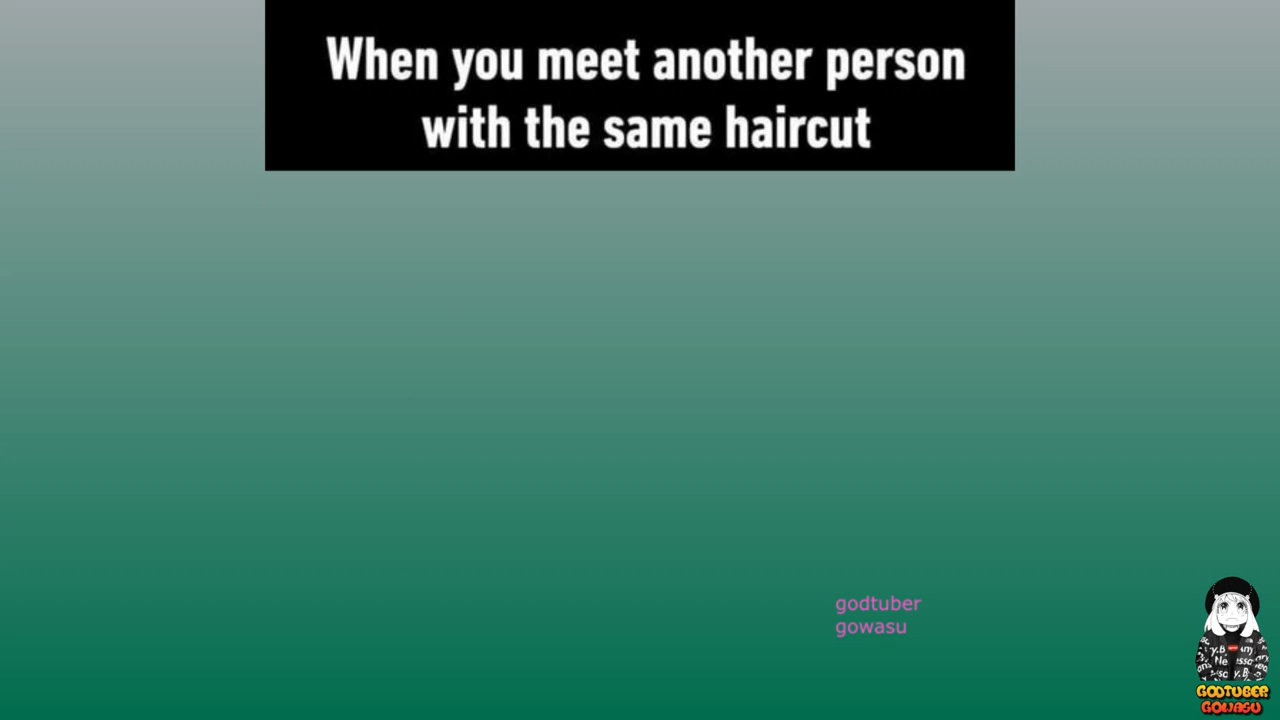 When you meet another person
with the same haircut
godtuber
gowasu
GODTUBER
GOWASU